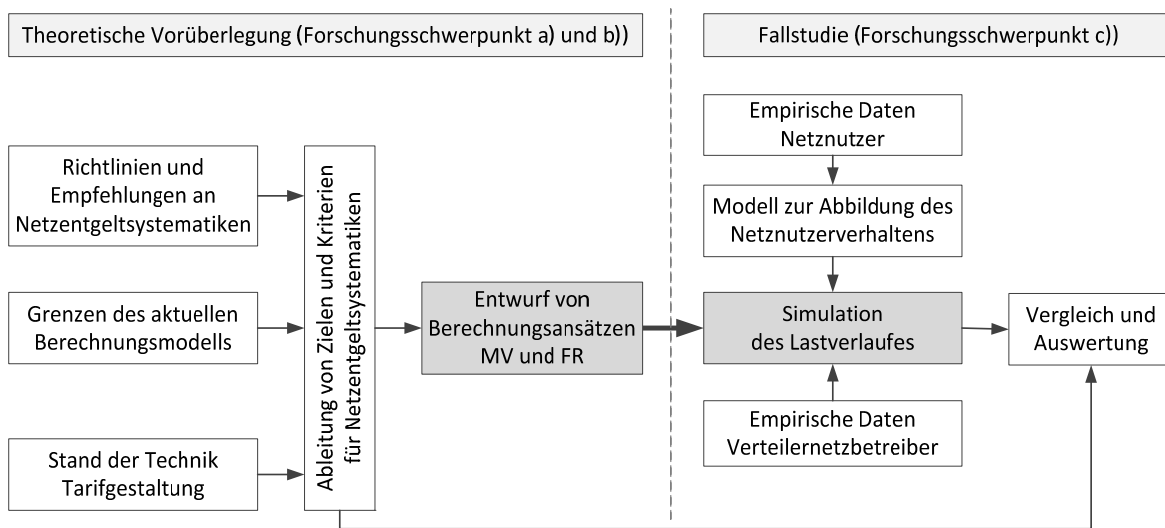 Theoretische Vorüberlegung (Forschungsschwerpunkt a) und b))
Richtlinien und
Empfehlungen an
Netzentgeltsystematiken
Grenzen des aktuellen
Berechnungsmodells
Stand der Technik
Tarifgestaltung
Ableitung von Zielen und Kriterien
für Netzentgeltsystematiken
Entwurf von
Berechnungsansätzen
MV und FR
Fallstudie (Forschungsschwerpunkt c))
Empirische Daten
Netznutzer
Modell zur Abbildung des
Netznutzerverhaltens
Simulation
des Lastverlaufes
Empirische Daten
Verteilernetzbetreiber
Vergleich und
Auswertung